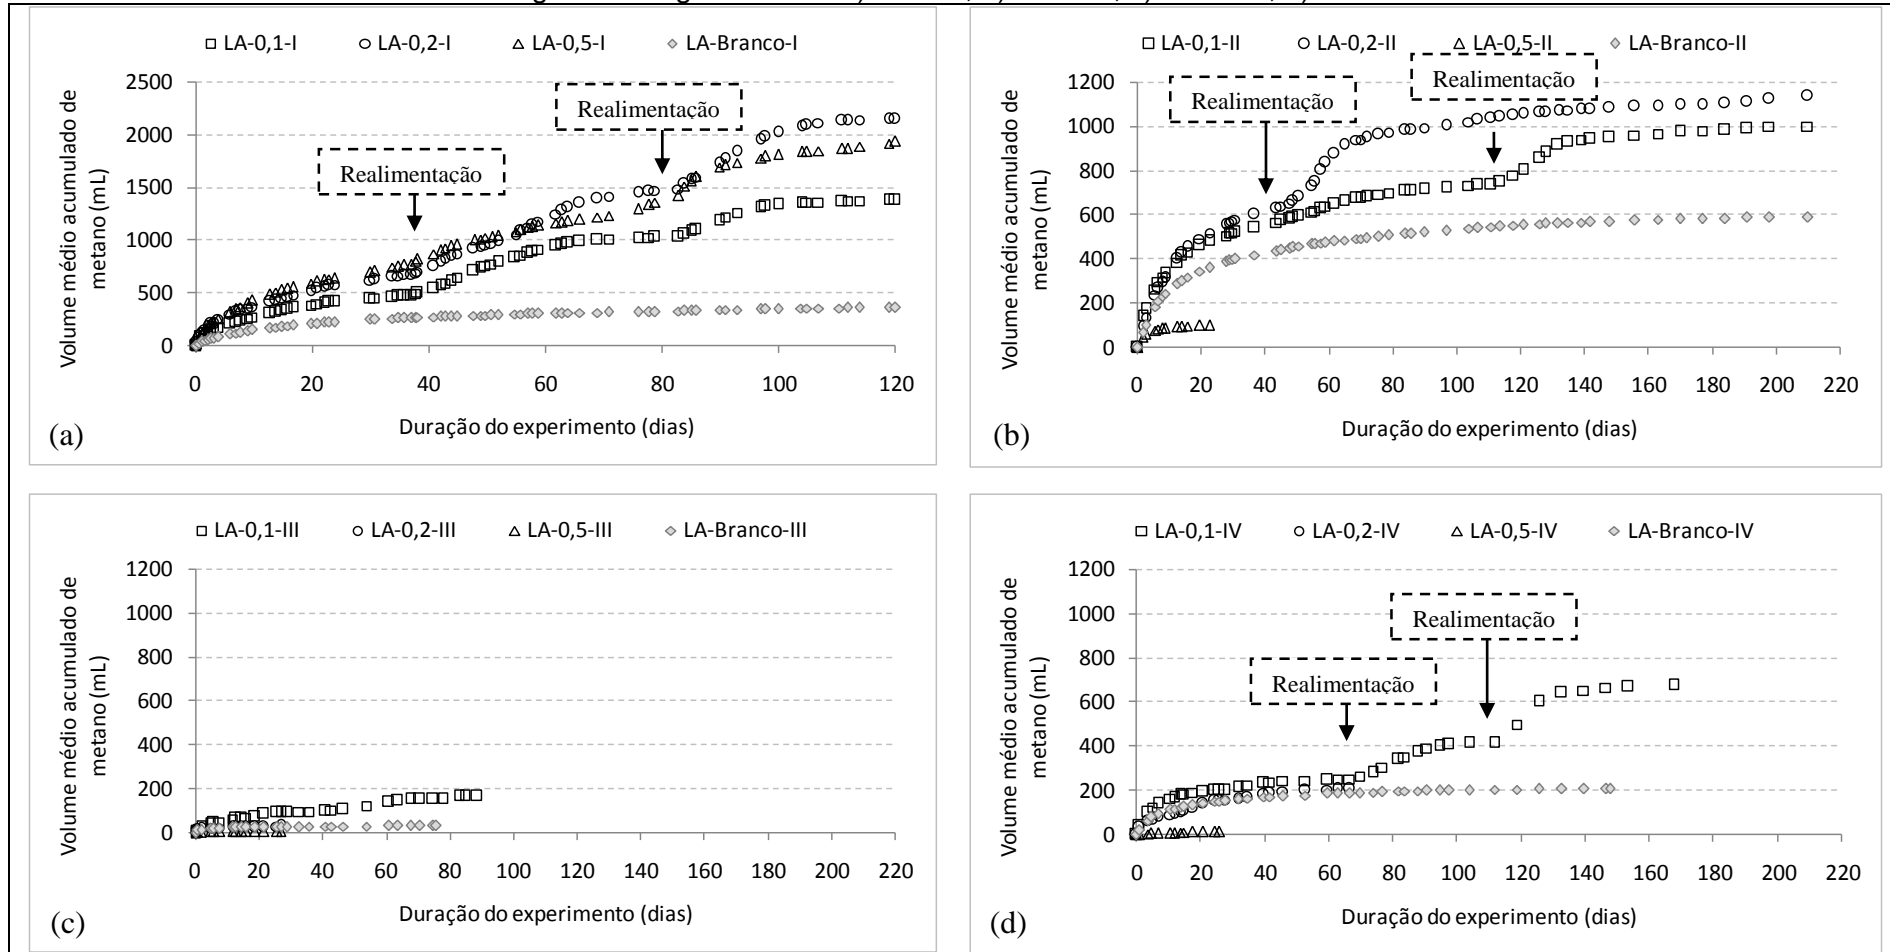 LA-0,1-I LA-0,2-I LA-0,5-I LA-Branco-I
Volume médio acumulado de
metano (mL)
2500
2000
1500
1000
500
0
Realimentação
Realimentação
0 20 40 60 80 100 120
Duração do experimento (dias)
(a)
LA-0,1-II LA-0,2-II LA-0,5-II LA-Branco-II
Volume médio acumulado de
metano (mL)
1200
1000
800
600
400
200
0
Realimentação
Realimentação
0 20 40 60 80 100 120 140 160 180 200 220
Duração do experimento (dias)
(b)
LA-0,1-III LA-0,2-III LA-0,5-III LA-Branco-III
Volume médio acumulado de
metano (mL)
1200
1000
800
600
400
200
0
0 20 40 60 80 100 120 140 160 180 200 220
Duração do experimento (dias)
(c)
LA-0,1-IV LA-0,2-IV LA-0,5-IV LA-Branco-IV
Volume médio acumulado de
metano (mL)
1200
1000
800
600
400
200
0
Realimentação
Realimentação
0 20 40 60 80 100 120 140 160 180 200 220
Duração do experimento (dias)
(d)